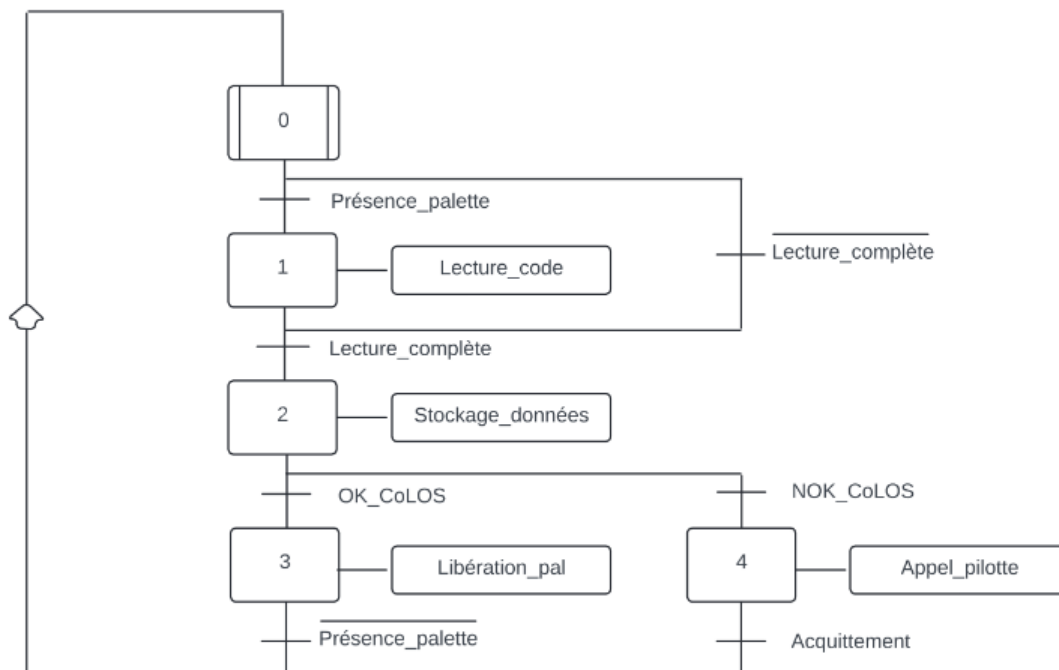 0
Présence_palette
1
Lecture_code
Lecture_complète
Lecture_complète
2
Stockage_données
OK_CoLOS
NOK_CoLOS
3
Libération_pal
4
Appel_pilotte
Présence_palette
Acquittement